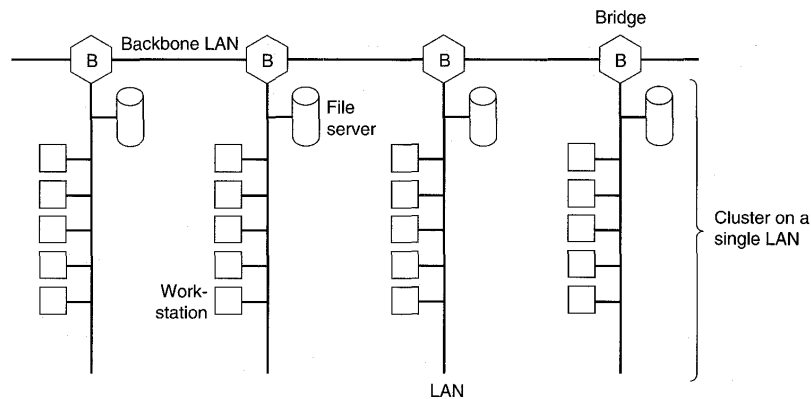 Bridge
Backbone LAN
B
B
B
B
File
server
Cluster on a
single LAN
Work-
station
LAN